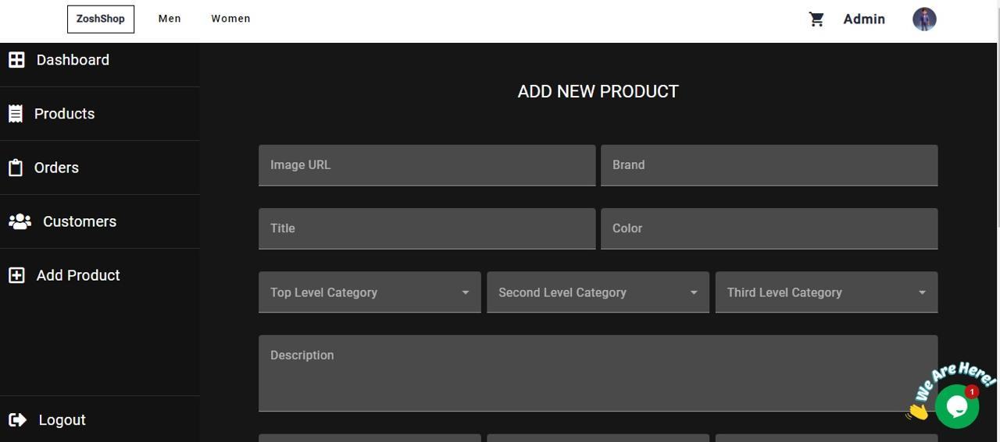 ZoshShop Men Women Admin
Dashboard
Products
Orders
Customers
Add Product
Logout
ADD NEW PRODUCT
Image URL Brand
Title Color
Top Level Category Second Level Category Third Level Category
Description
We Are Here!
1